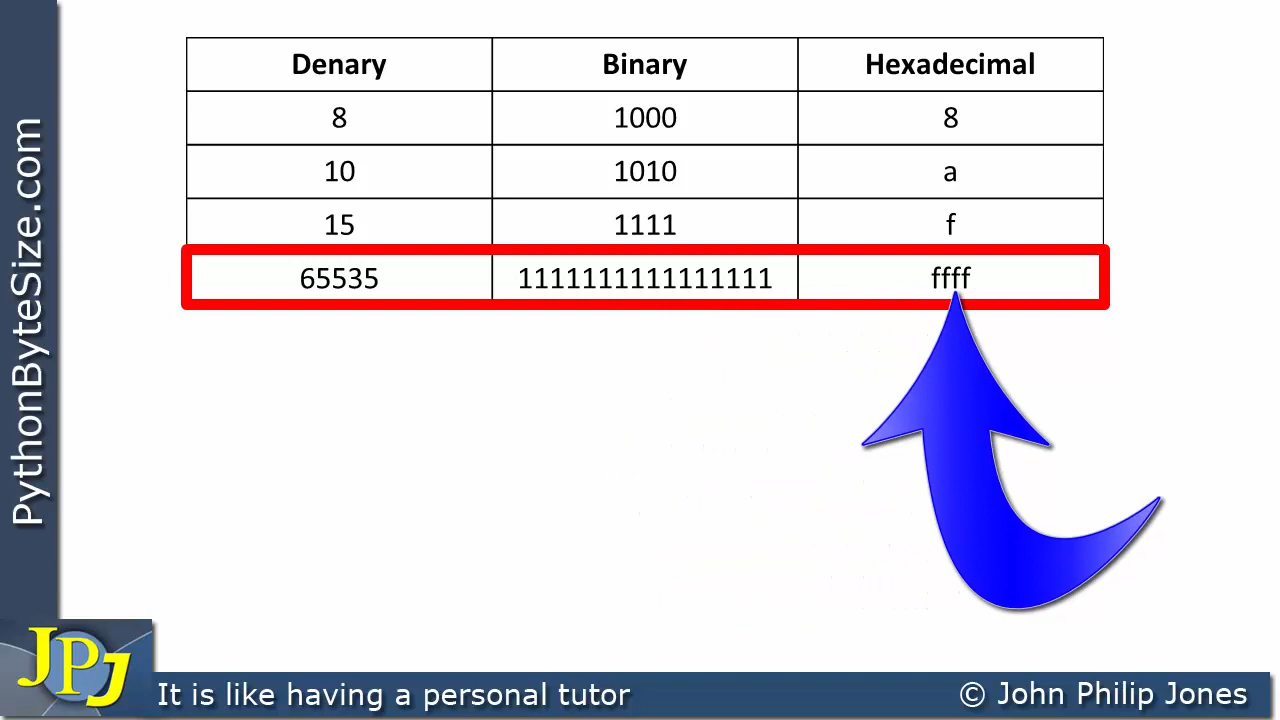 PythonByteSize.com
Denary Binary Hexadecimal
8 1000 8
10 1010 a
15 1111 f
65535 1111111111111111 ffff
JPJ
It is like having a personal tutor
© John Philip Jones